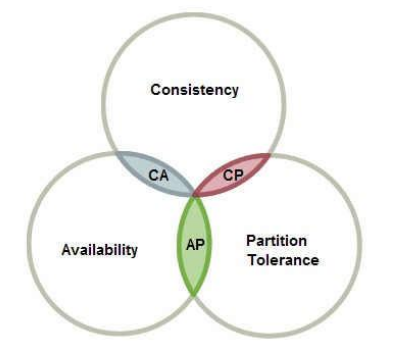 Consistency
CA
CP
Availability
AP
Partition
Tolerance